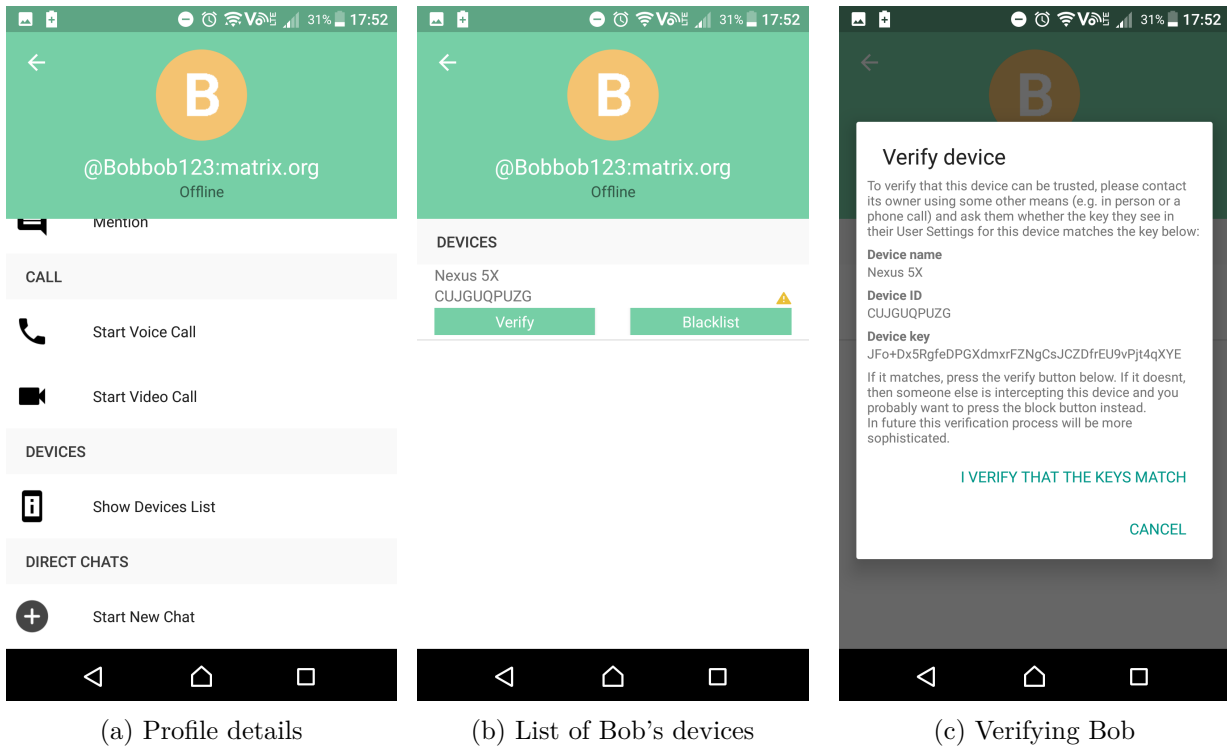 31% 17:52
B
@Bobbob123:matrix.org
Offline
Mention
CALL
Start Voice Call
Start Video Call
DEVICES
Show Devices List
DIRECT CHATS
Start New Chat
(a) Profile details
31% 17:52
B
@Bobbob123:matrix.org
Offline
DEVICES
Nexus 5X
CUJGUQPUZG
Verify Blacklist
(b) List of Bob's devices
31% 17:52
B
Verify device
To verify that this device can be trusted, please contact
its owner using some other means (e.g. in person or a
phone call) and ask them whether the key they see in
their User Settings for this device matches the key below:
Device name
Nexus 5X
Device ID
CUJGUQPUZG
Device key
JFo+Dx5RgfeDPGXdmxrFZNgCsJCZDfrEU9vPjt4qXYE
If it matches, press the verify button below. If it doesnt,
then someone else is intercepting this device and you
probably want to press the block button instead.
In future this verification process will be more
sophisticated.
I VERIFY THAT THE KEYS MATCH
CANCEL
(c) Verifying Bob